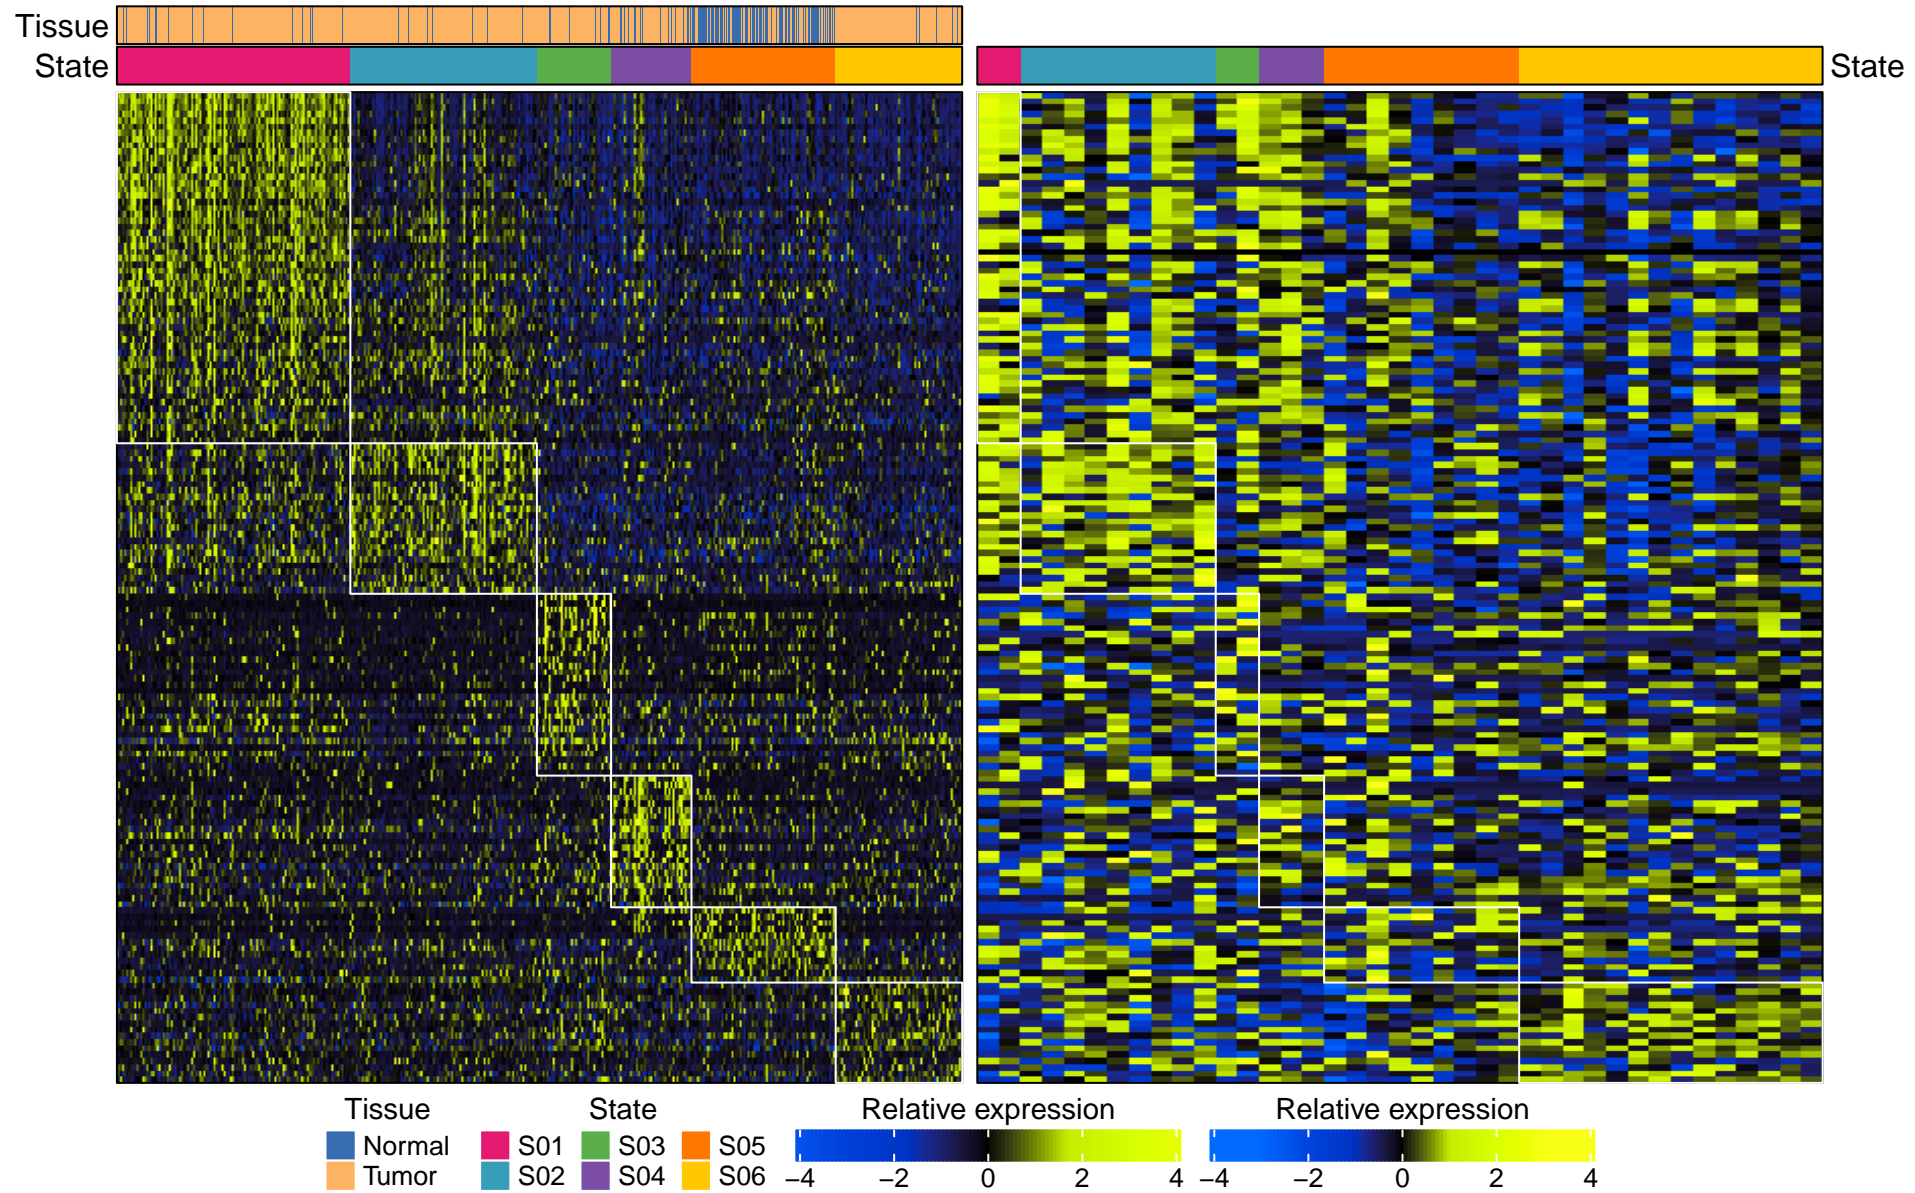 Tissue
State
State
Tissue State Relative expression Relative expression
Normal S01 S03 S05
Tumor S02 S04 S06
−4 −2 0 2 4 −4 −2 0 2 4